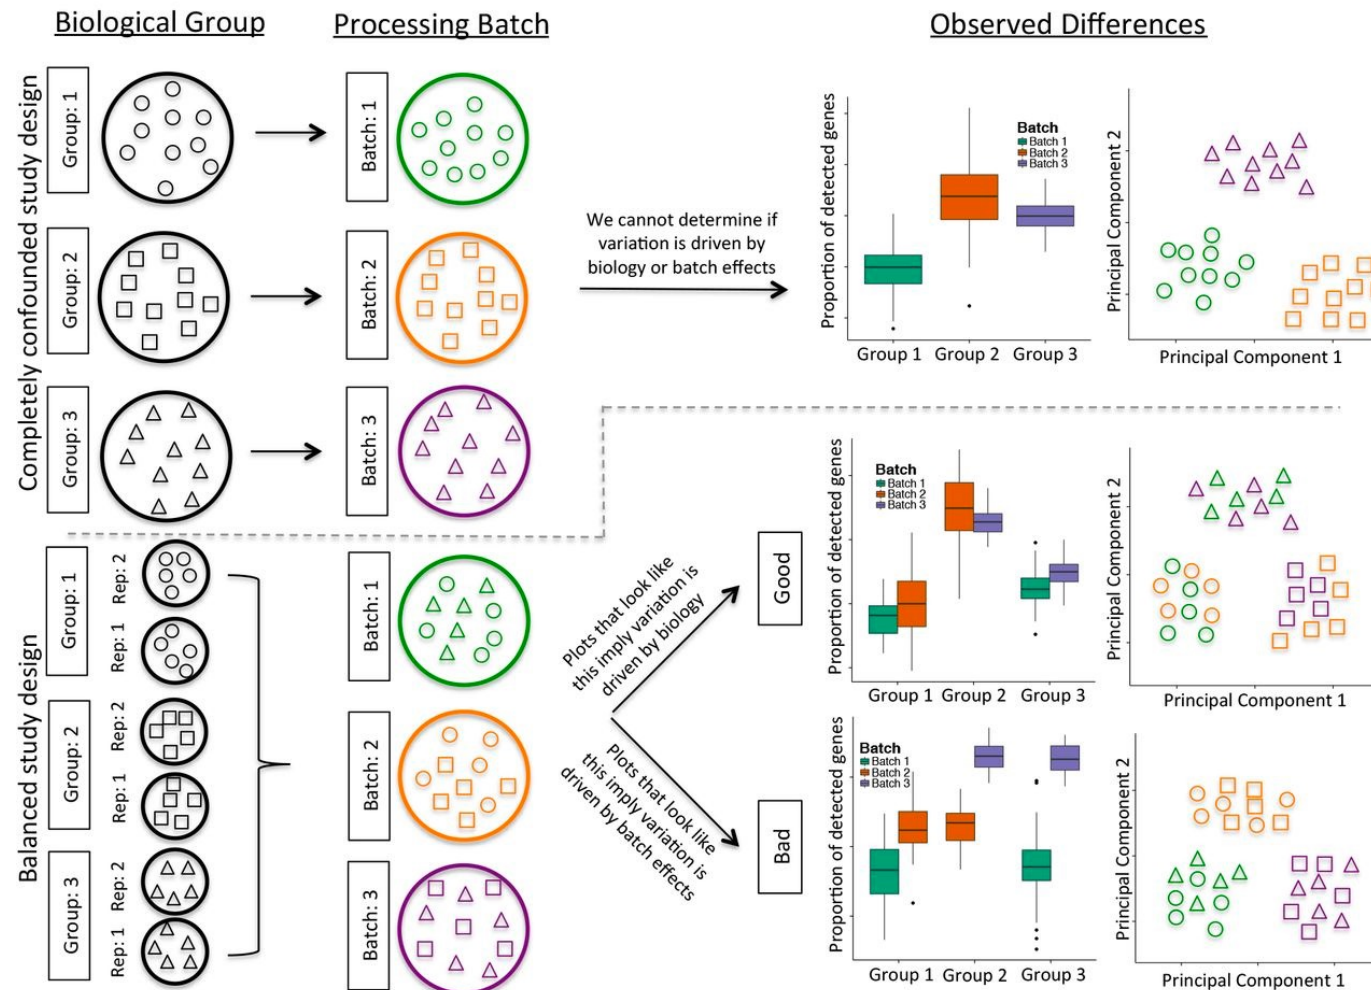 Biological Group
Processing Batch
Observed Differences
Completely confounded study design
Group: 1
Batch: 1
Group: 2
Batch: 2
Group: 3
Batch: 3
We cannot determine if
variation is driven by
biology or batch effects
Proportion of detected genes
Batch
Batch 1
Batch 2
Batch 3
Group 1
Group 2
Group 3
Principal Component 2
Principal Component 1
Balanced study design
Group: 1
Rep: 2
Rep: 1
Group: 2
Rep: 2
Rep: 1
Group: 3
Rep: 2
Rep: 1
Batch: 1
Batch: 2
Batch: 3
Plots that look like
this imply variation is
driven by biology
Good
Proportion of detected genes
Batch
Batch 1
Batch 2
Batch 3
Group 1
Group 2
Group 3
Principal Component 2
Principal Component 1
Plots that look like
this imply variation is
driven by batch effects
Bad
Proportion of detected genes
Batch
Batch 1
Batch 2
Batch 3
Group 1
Group 2
Group 3
Principal Component 2
Principal Component 1